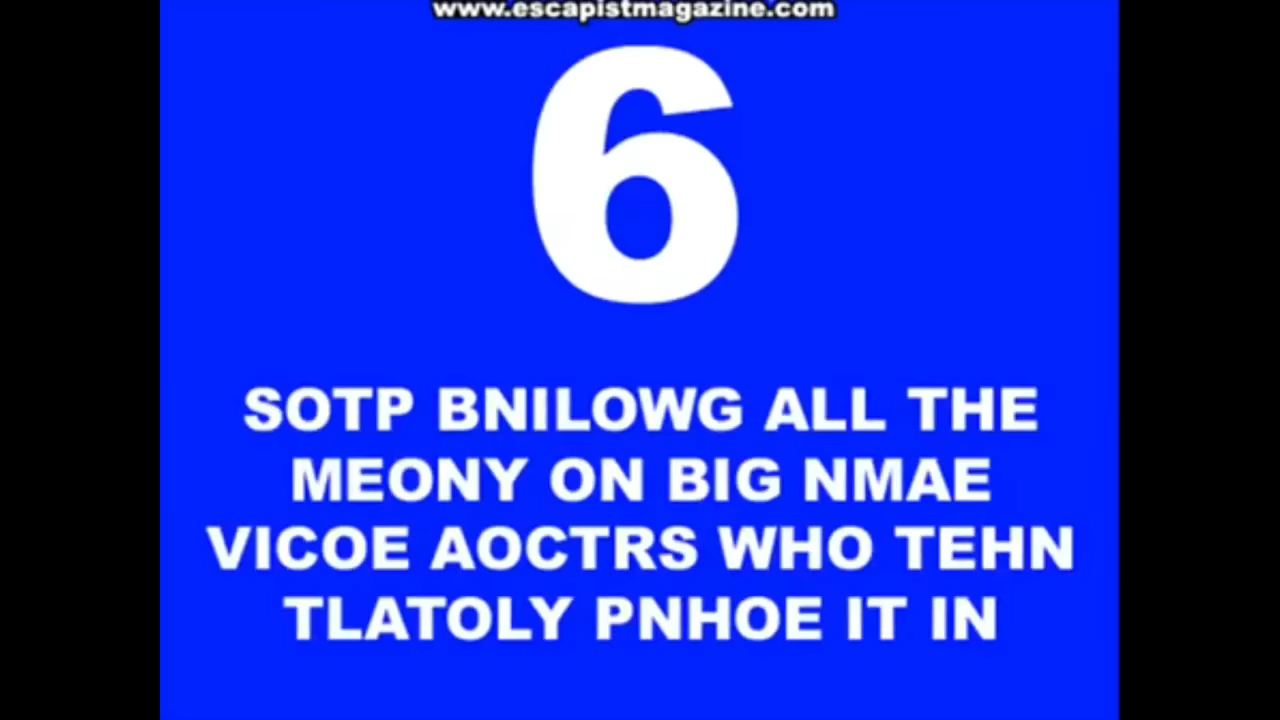 www.escapistmagazine.com
6
SOTP BNILOWG ALL THE
MEONY ON BIG NMAE
VICOE AOCTRS WHO TEHN
TLATOLY PNHOE IT IN